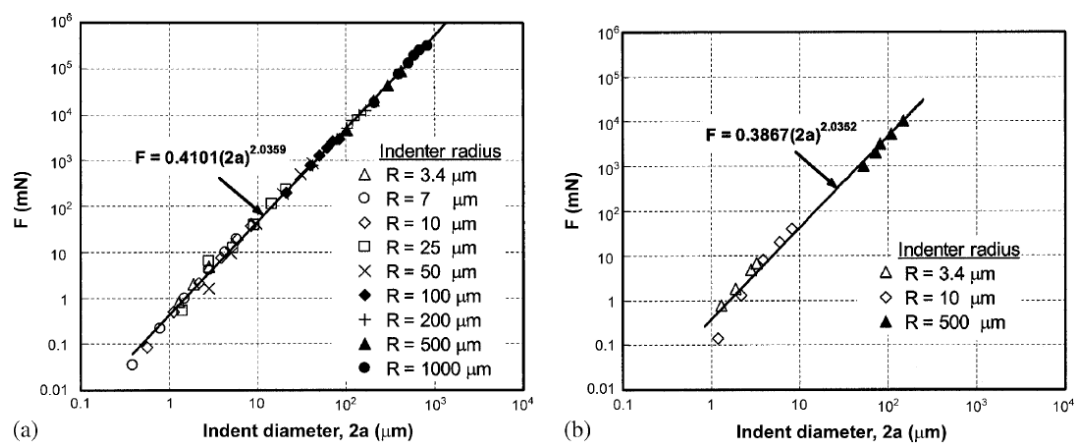 10^6
10^5
10^4
10^3
10^2
10
1
0.1
0.01
F (mN)
F = 0.4101(2a)^2.0359
Indenter radius
R = 3.4 μm
R = 7 μm
R = 10 μm
R = 25 μm
R = 50 μm
R = 100 μm
R = 200 μm
R = 500 μm
R = 1000 μm
0.1 1 10 10^2 10^3 10^4
(a) Indent diameter, 2a (μm)
10^6
10^5
10^4
10^3
10^2
10
1
0.1
0.01
F (mN)
F = 0.3867(2a)^2.0352
Indenter radius
R = 3.4 μm
R = 10 μm
R = 500 μm
0.1 1 10 10^2 10^3 10^4
(b) Indent diameter, 2a (μm)